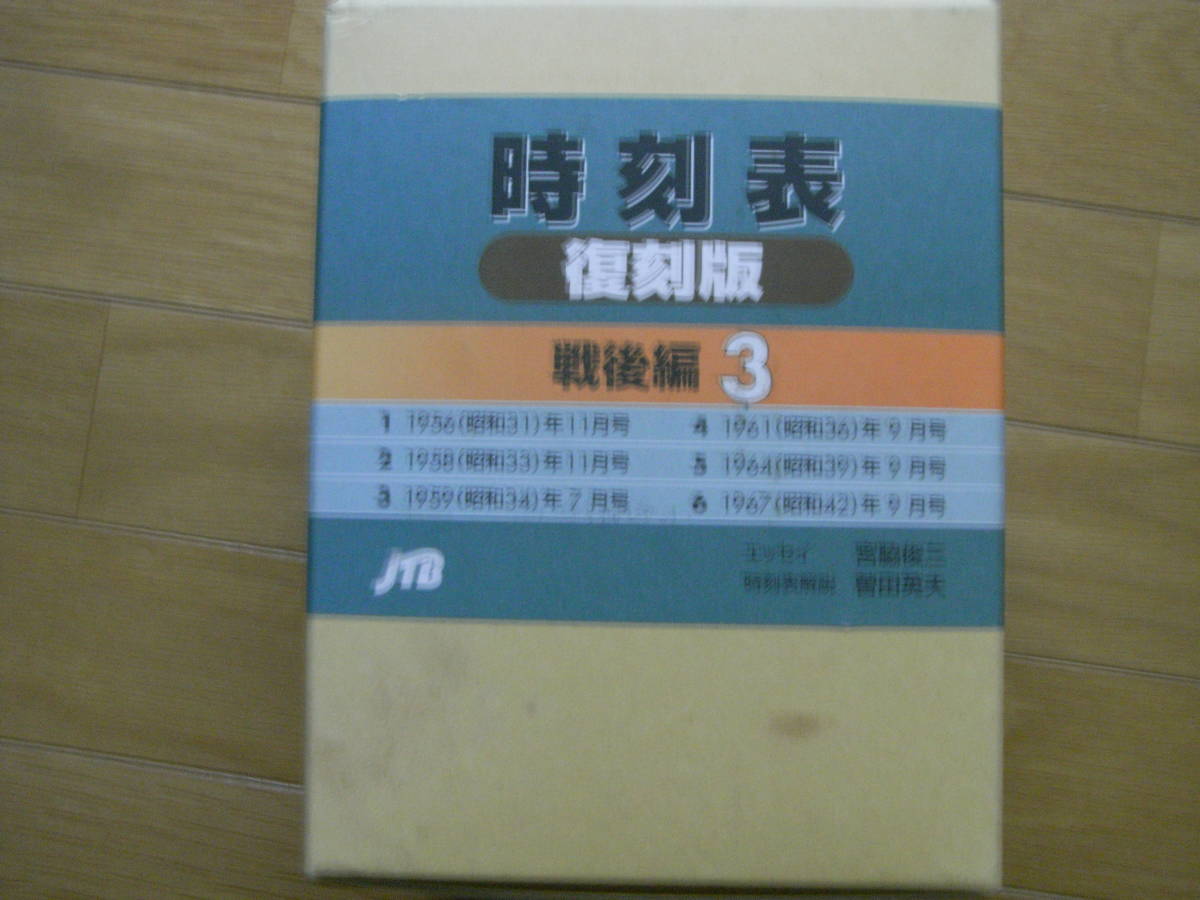 時刻表
復刻版
戦後編 3
1 1956(昭和31)年11月号
2 1958(昭和33)年11月号
3 1959(昭和34)年7月号
4 1961(昭和36)年9月号
5 1964(昭和39)年9月号
6 1967(昭和42)年9月号
JTB
エッセイ 宮脇俊三
時刻表解説 曽田英夫